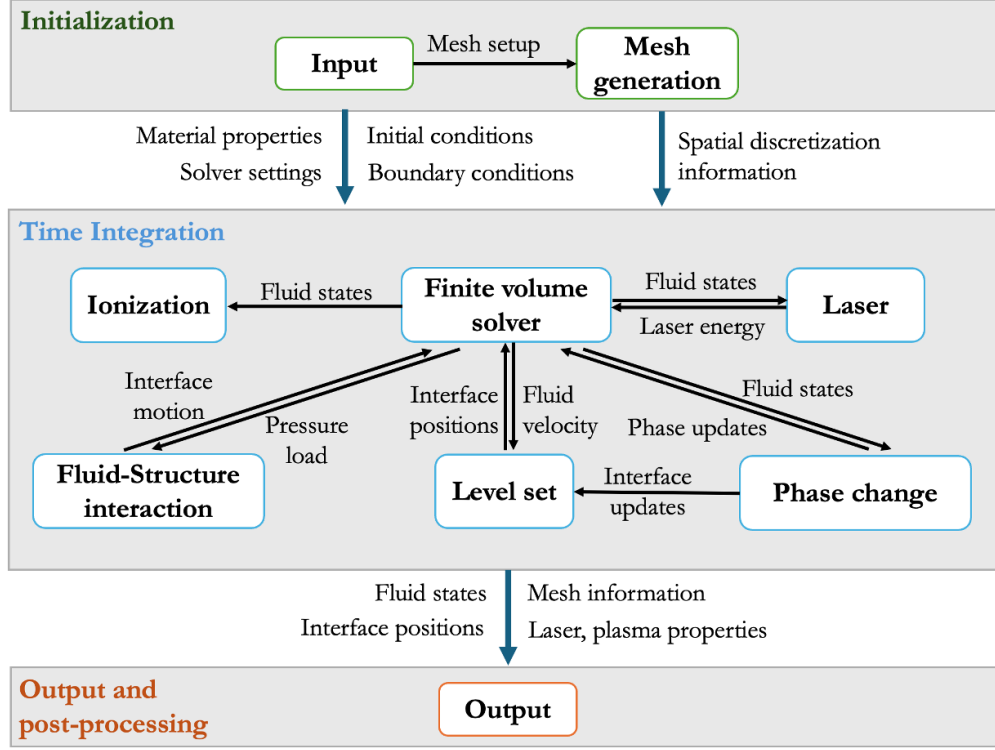 Initialization
Input
Mesh setup
Mesh
generation
Material properties
Solver settings
Initial conditions
Boundary conditions
Spatial discretization
information
Time Integration
Ionization
Fluid states
Finite volume
solver
Fluid states
Laser energy
Laser
Interface
motion
Pressure
load
Interface
positions
Fluid
velocity
Fluid states
Phase updates
Fluid-Structure
interaction
Level set
Interface
updates
Phase change
Fluid states
Interface positions
Mesh information
Laser, plasma properties
Output and
post-processing
Output